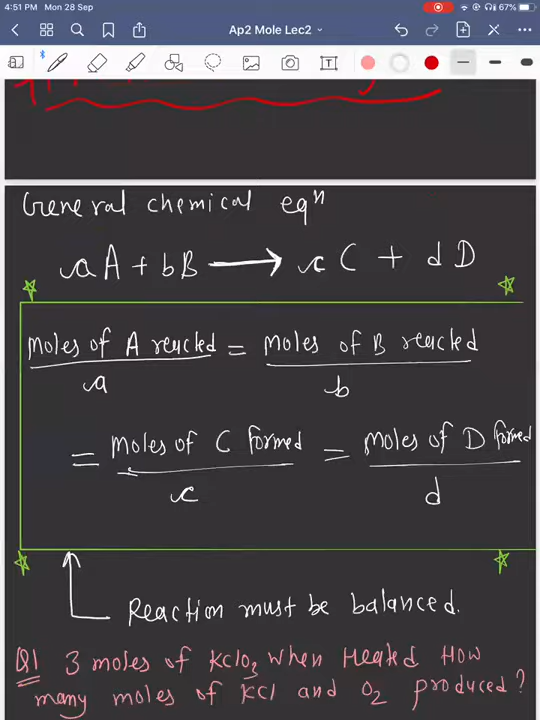 4:51 PM Mon 28 Sep 67%
Ap2 Mole Lec2
T
General chemical eqⁿ
aA + bB ⟶ cC + dD
Moles of A reacted / a = moles of B reacted / b
= moles of C formed / c = moles of D formed / d
Reaction must be balanced.
Q1 3 moles of KClO₃ when Heated How
many moles of KCl and O₂ produced?